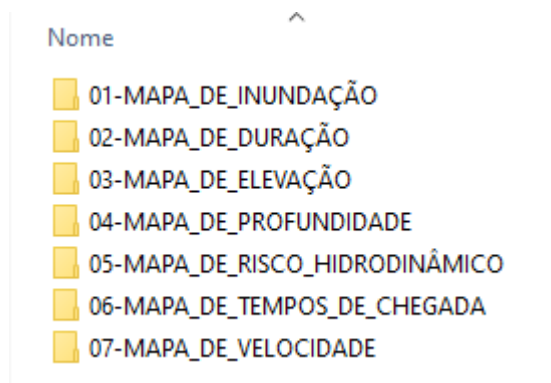 Nome
01-MAPA_DE_INUNDAÇÃO
02-MAPA_DE_DURAÇÃO
03-MAPA_DE_ELEVAÇÃO
04-MAPA_DE_PROFUNDIDADE
05-MAPA_DE_RISCO_HIDRODINÂMICO
06-MAPA_DE_TEMPOS_DE_CHEGADA
07-MAPA_DE_VELOCIDADE